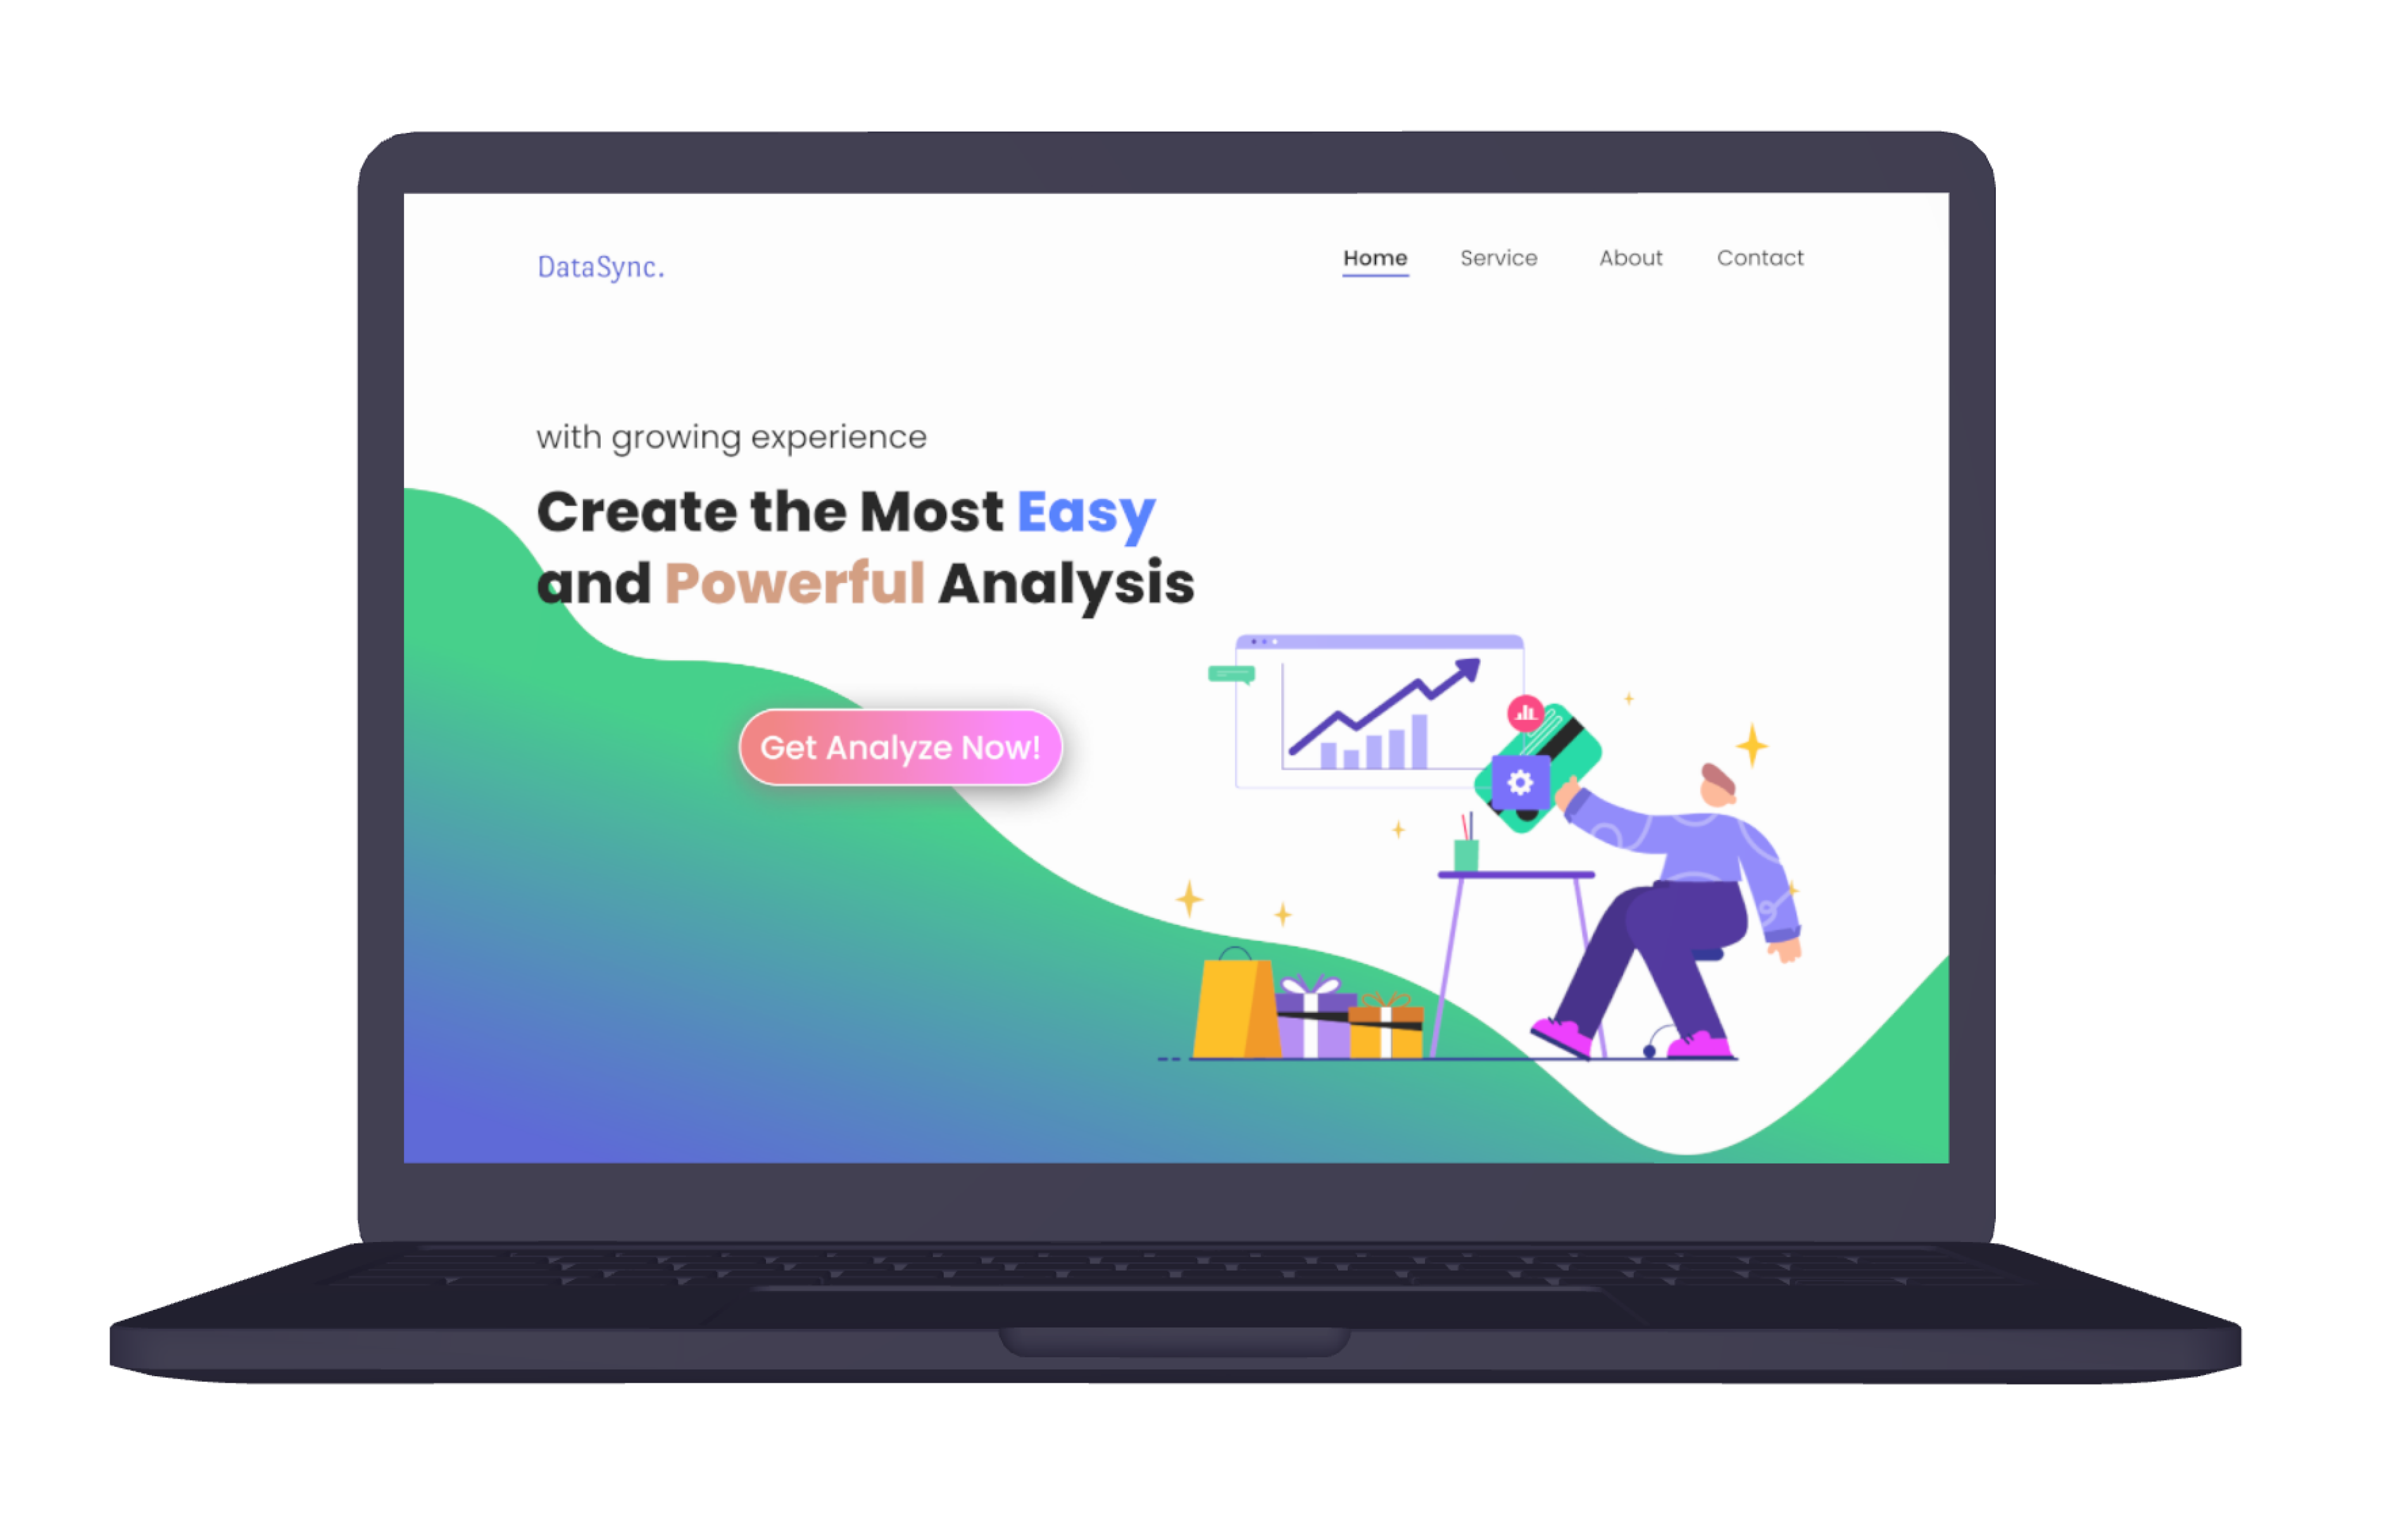 DataSync.
Home Service About Contact
with growing experience
Create the Most Easy
and Powerful Analysis
Get Analyze Now!